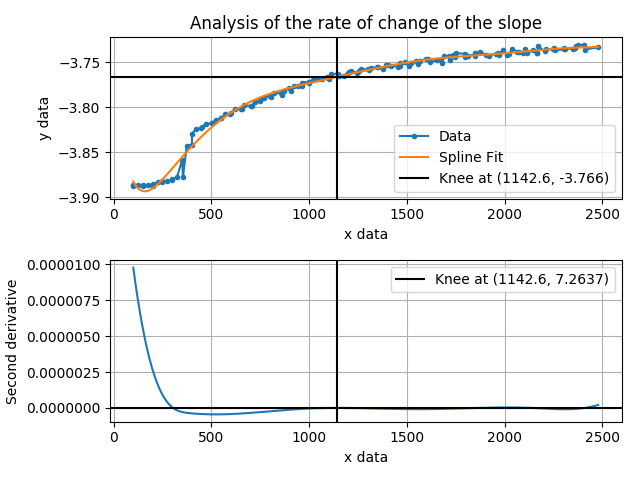 Analysis of the rate of change of the slope
−3.75
−3.80
−3.85
−3.90
y data
Data
Spline Fit
Knee at (1142.6, -3.766)
0 500 1000 1500 2000 2500
x data
0.0000100
0.0000075
0.0000050
0.0000025
0.0000000
Second derivative
Knee at (1142.6, 7.2637)
0 500 1000 1500 2000 2500
x data